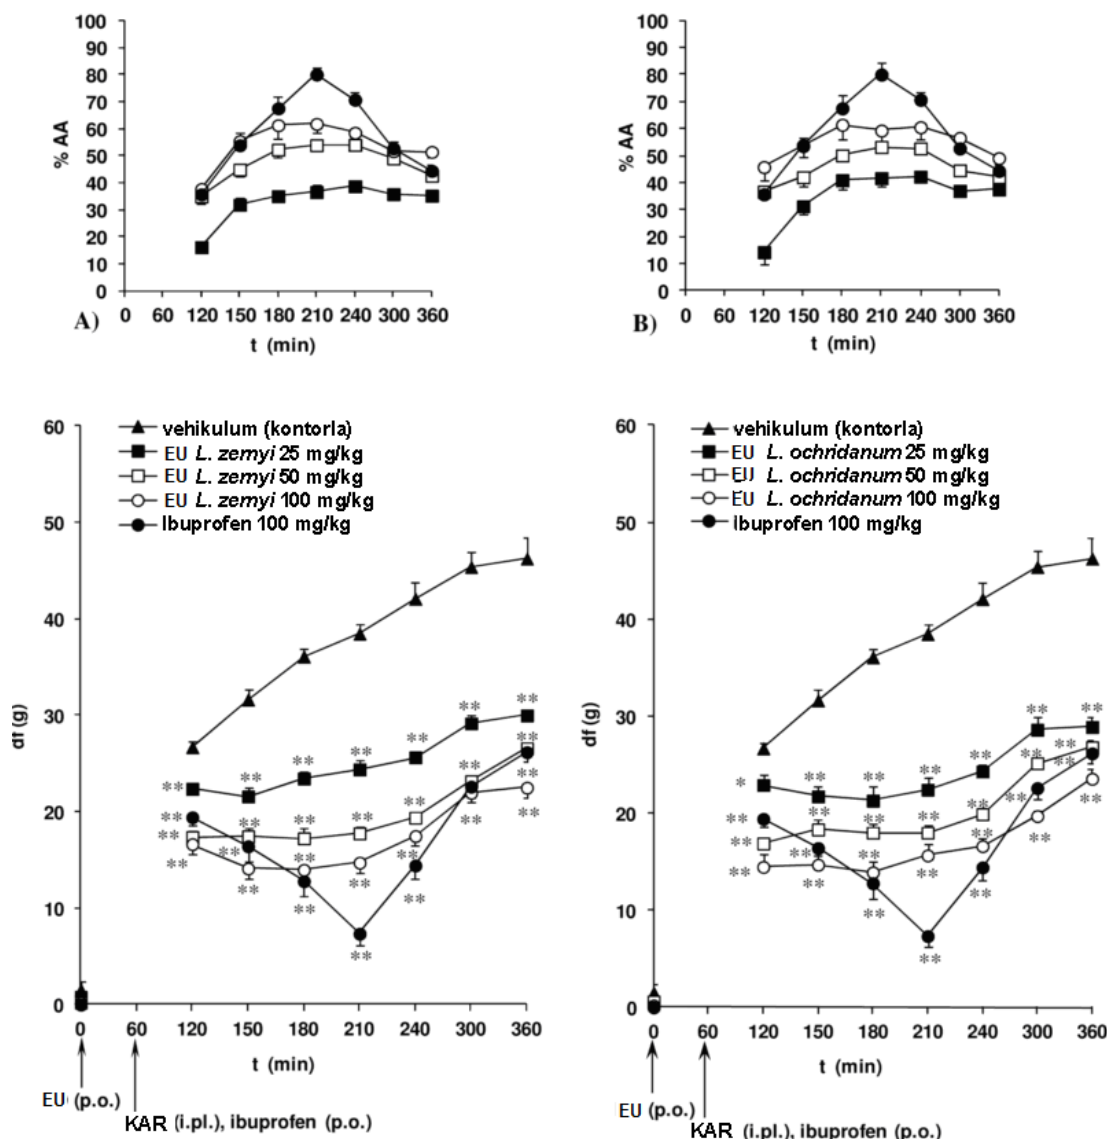 100
90
80
70
60
50
40
30
20
10
0
% AA
0 60 120 150 180 210 240 300 360
A)
t (min)
100
90
80
70
60
50
40
30
20
10
0
% AA
0 60 120 150 180 210 240 300 360
B)
t (min)
60
50
40
30
20
10
0
df (g)
vehikulum (kontorla)
EU L. zernyi 25 mg/kg
EU L. zernyi 50 mg/kg
EU L. zernyi 100 mg/kg
Ibuprofen 100 mg/kg
** ** ** ** ** ** **
** ** ** ** ** ** **
** ** ** ** ** ** **
** ** ** ** ** ** **
0 60 120 150 180 210 240 300 360
t (min)
EU (p.o.)
KAR (i.pl.), ibuprofen (p.o.)
60
50
40
30
20
10
0
df (g)
vehikulum (kontorla)
EU L. ochridanum 25 mg/kg
EU L. ochridanum 50 mg/kg
EU L. ochridanum 100 mg/kg
Ibuprofen 100 mg/kg
* ** ** ** ** ** **
** ** ** ** ** ** **
** ** ** ** ** ** **
** ** ** ** ** ** **
0 60 120 150 180 210 240 300 360
t (min)
EU (p.o.)
KAR (i.pl.), ibuprofen (p.o.)